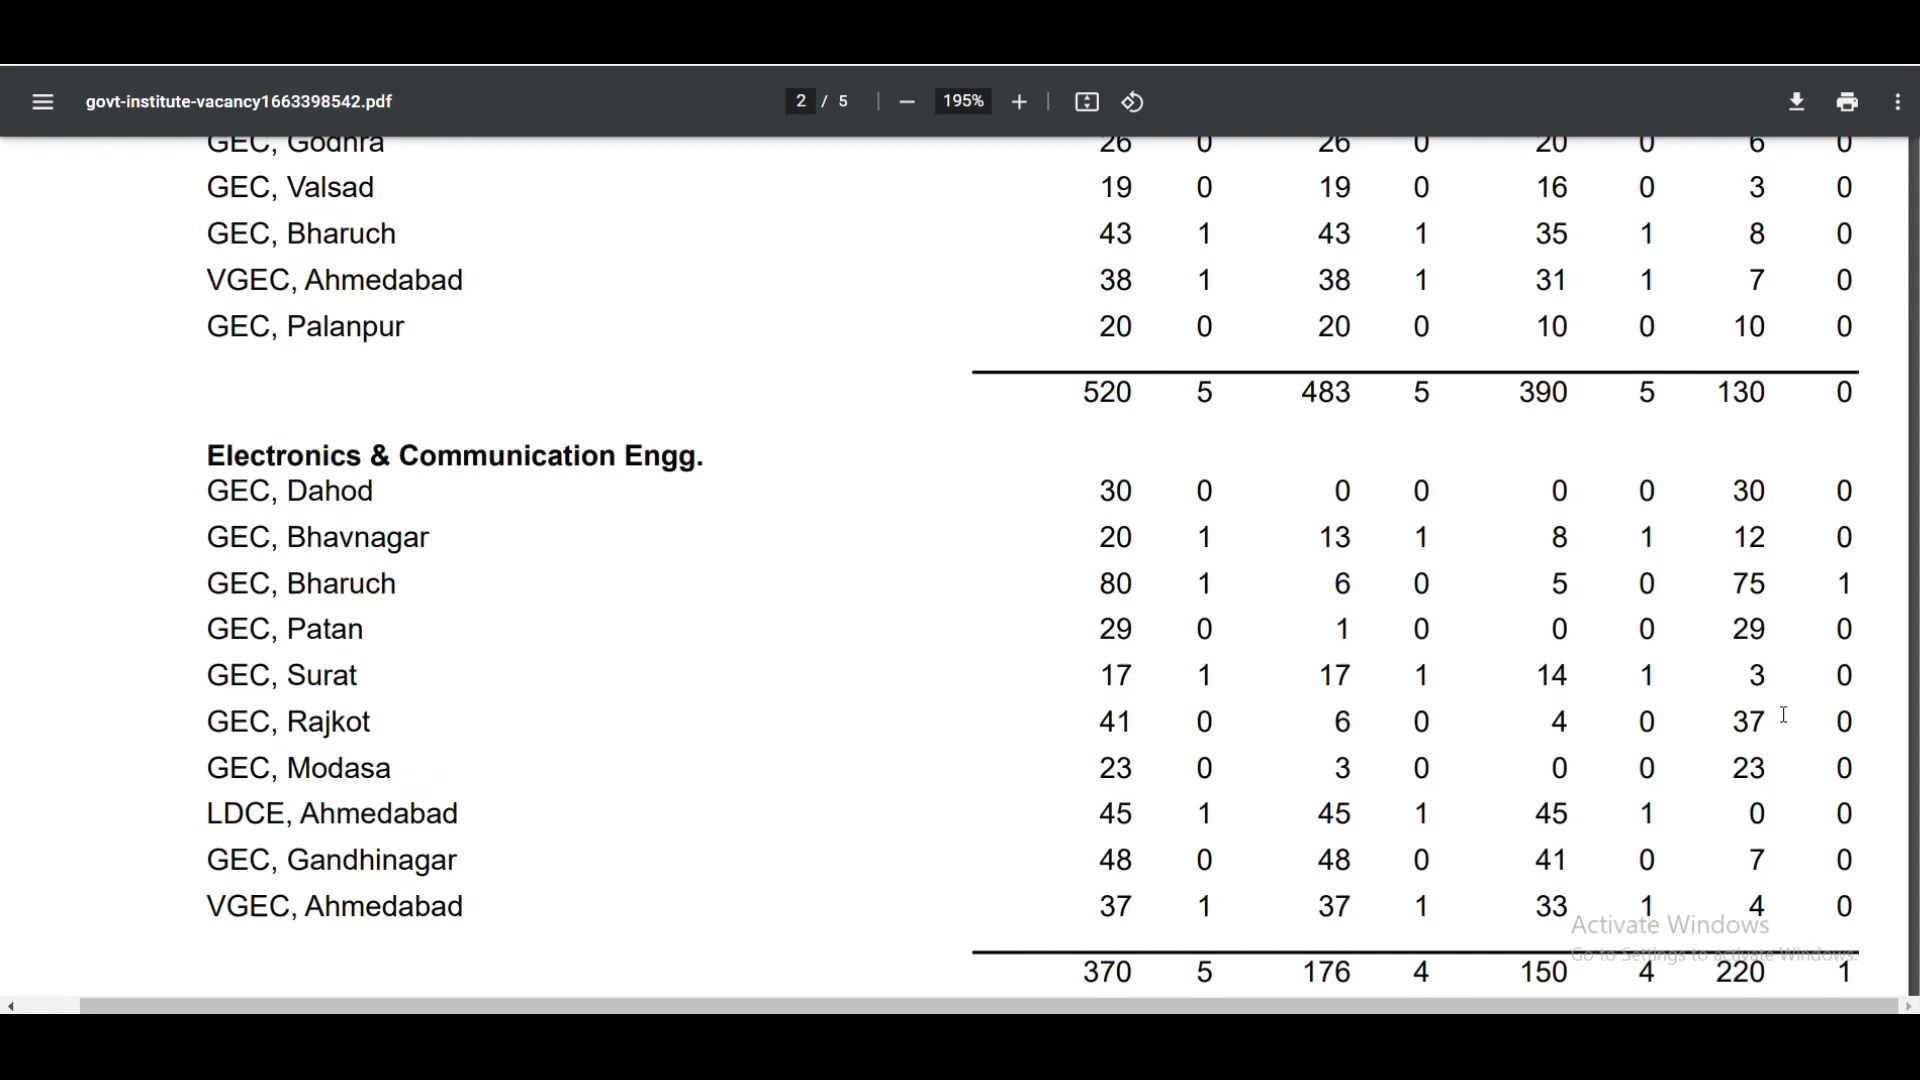 govt-institute-vacancy1663398542.pdf 2 / 5 195%
GEC, Godhra 26 0 26 0 20 0 6 0
GEC, Valsad 19 0 19 0 16 0 3 0
GEC, Bharuch 43 1 43 1 35 1 8 0
VGEC, Ahmedabad 38 1 38 1 31 1 7 0
GEC, Palanpur 20 0 20 0 10 0 10 0
520 5 483 5 390 5 130 0
Electronics & Communication Engg.
GEC, Dahod 30 0 0 0 0 0 30 0
GEC, Bhavnagar 20 1 13 1 8 1 12 0
GEC, Bharuch 80 1 6 0 5 0 75 1
GEC, Patan 29 0 1 0 0 0 29 0
GEC, Surat 17 1 17 1 14 1 3 0
GEC, Rajkot 41 0 6 0 4 0 37 0
GEC, Modasa 23 0 3 0 0 0 23 0
LDCE, Ahmedabad 45 1 45 1 45 1 0 0
GEC, Gandhinagar 48 0 48 0 41 0 7 0
VGEC, Ahmedabad 37 1 37 1 33 1 4 0
Activate Windows
Go to Settings to activate Windows.
370 5 176 4 150 4 220 1